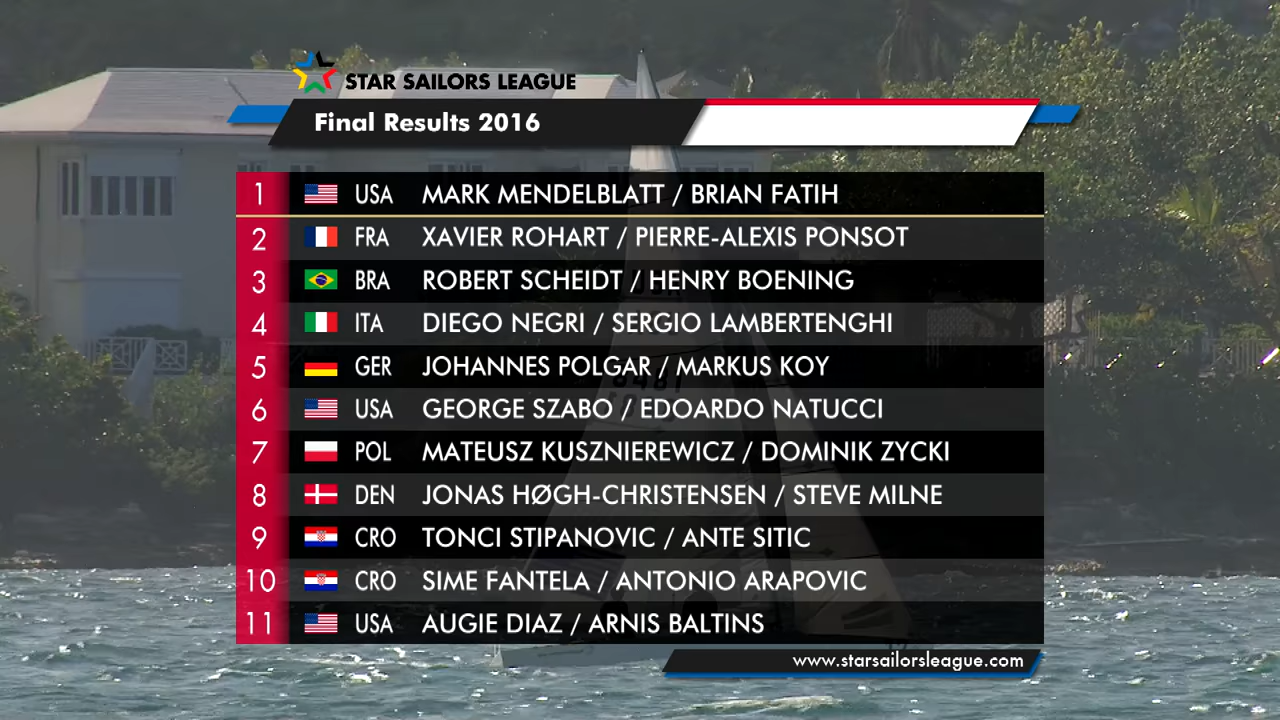 STAR SAILORS LEAGUE
Final Results 2016
1 USA MARK MENDELBLATT / BRIAN FATIH
2 FRA XAVIER ROHART / PIERRE-ALEXIS PONSOT
3 BRA ROBERT SCHEIDT / HENRY BOENING
4 ITA DIEGO NEGRI / SERGIO LAMBERTENGHI
5 GER JOHANNES POLGAR / MARKUS KOY
6 USA GEORGE SZABO / EDOARDO NATUCCI
7 POL MATEUSZ KUSZNIEREWICZ / DOMINIK ZYCKI
8 DEN JONAS HØGH-CHRISTENSEN / STEVE MILNE
9 CRO TONCI STIPANOVIC / ANTE SITIC
10 CRO SIME FANTELA / ANTONIO ARAPOVIC
11 USA AUGIE DIAZ / ARNIS BALTINS
www.starsailorsleague.com